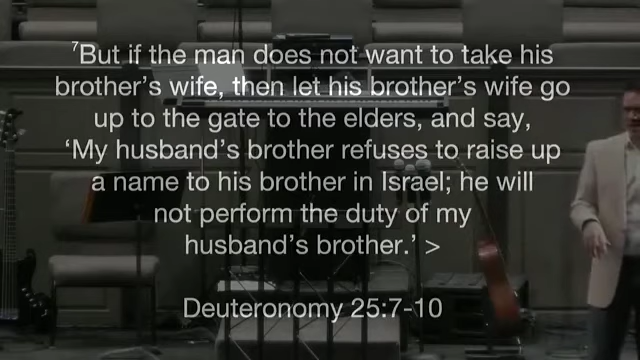 ⁷But if the man does not want to take his
brother’s wife, then let his brother’s wife go
up to the gate to the elders, and say,
‘My husband’s brother refuses to raise up
a name to his brother in Israel; he will
not perform the duty of my
husband’s brother.’ >
Deuteronomy 25:7-10